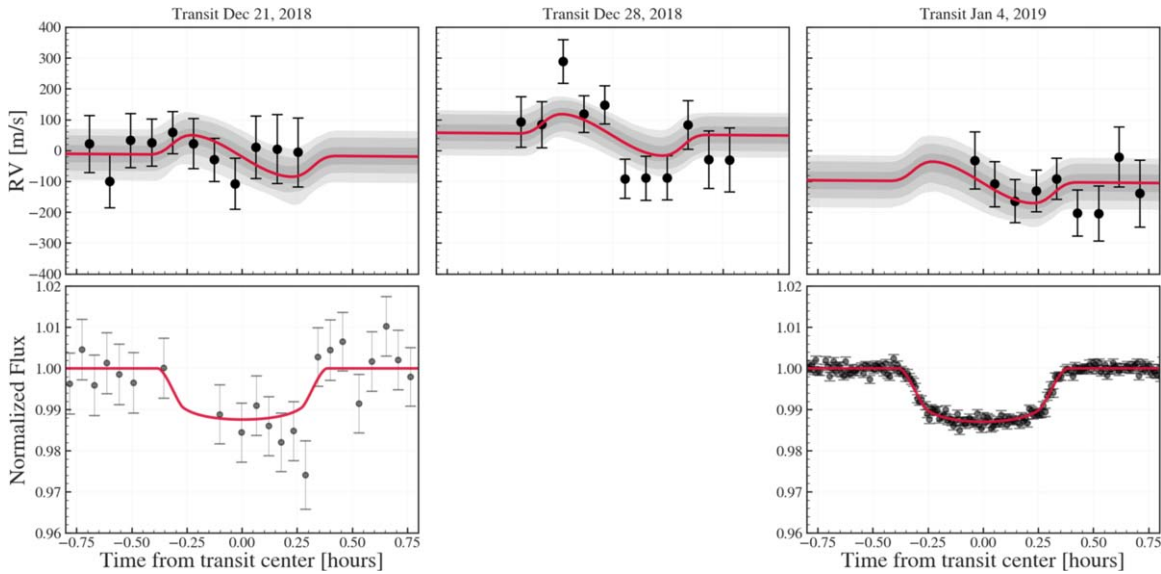 Transit Dec 21, 2018
Transit Dec 28, 2018
Transit Jan 4, 2019
RV [m/s]
400
300
200
100
0
−100
−200
−300
−400
Normalized Flux
1.02
1.01
1.00
0.99
0.98
0.97
0.96
−0.75 −0.50 −0.25 0.00 0.25 0.50 0.75
Time from transit center [hours]
1.02
1.01
1.00
0.99
0.98
0.97
0.96
−0.75 −0.50 −0.25 0.00 0.25 0.50 0.75
Time from transit center [hours]